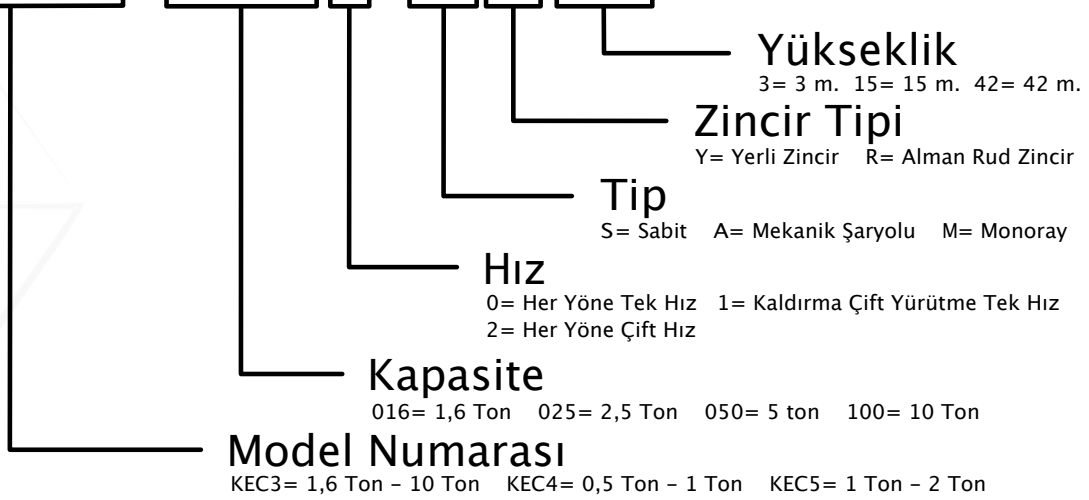 Yükseklik
3= 3 m. 15= 15 m. 42= 42 m.
Zincir Tipi
Y= Yerli Zincir R= Alman Rud Zincir
Tip
S= Sabit A= Mekanik Şaryolu M= Monoray
Hız
0= Her Yöne Tek Hız 1= Kaldırma Çift Yürütme Tek Hız
2= Her Yöne Çift Hız
Kapasite
016= 1,6 Ton 025= 2,5 Ton 050= 5 ton 100= 10 Ton
Model Numarası
KEC3= 1,6 Ton – 10 Ton KEC4= 0,5 Ton – 1 Ton KEC5= 1 Ton – 2 Ton